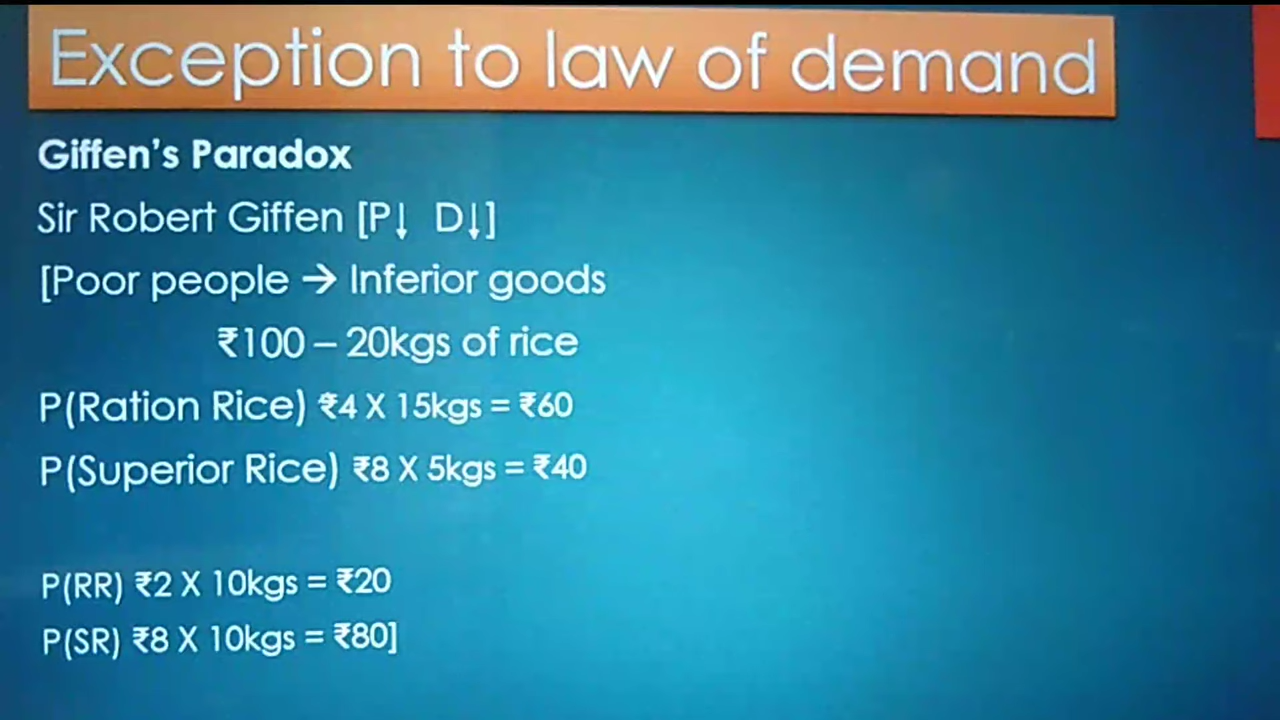 Exception to law of demand
Giffen's Paradox
Sir Robert Giffen [P↓ D↓]
[Poor people → Inferior goods
₹100 – 20kgs of rice
P(Ration Rice) ₹4 X 15kgs = ₹60
P(Superior Rice) ₹8 X 5kgs = ₹40
P(RR) ₹2 X 10kgs = ₹20
P(SR) ₹8 X 10kgs = ₹80]